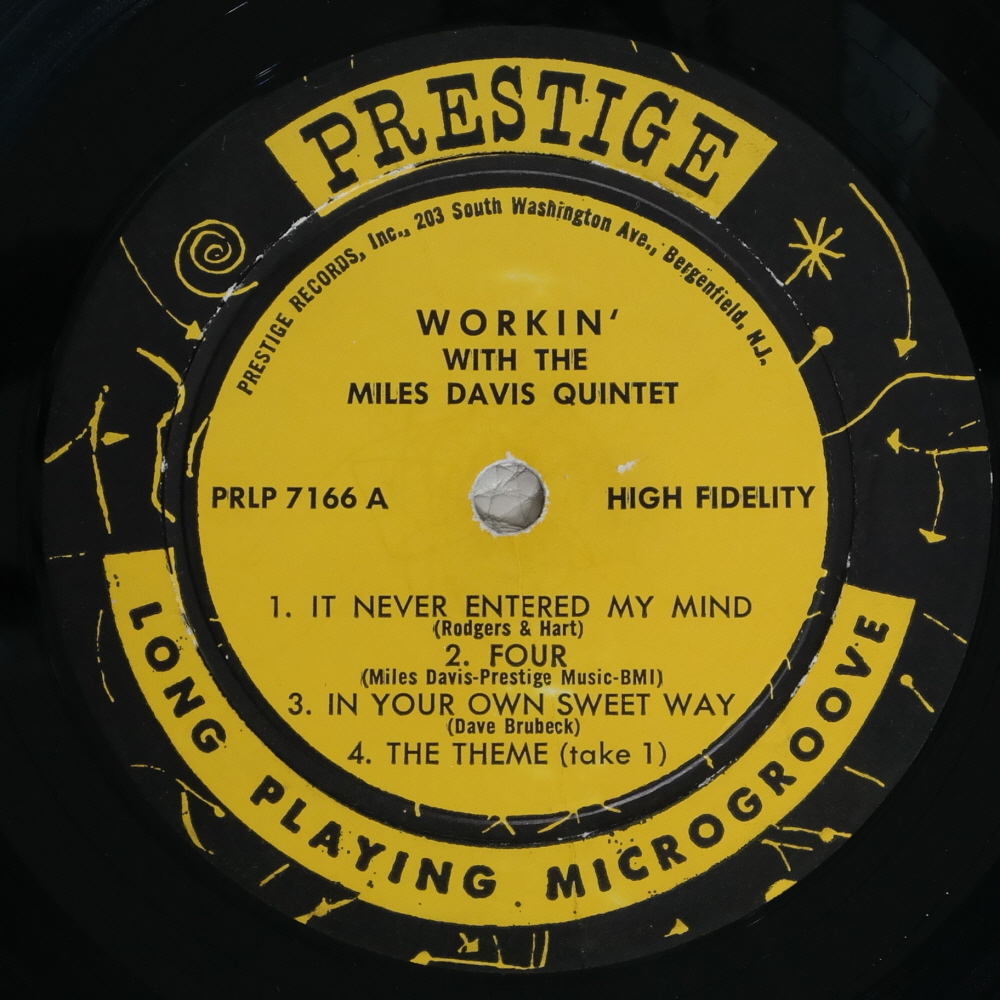 PRESTIGE
PRESTIGE RECORDS, Inc., 203 South Washington Ave., Bergenfield, N.J.
WORKIN'
WITH THE
MILES DAVIS QUINTET
PRLP 7166 A
HIGH FIDELITY
1. IT NEVER ENTERED MY MIND
(Rodgers & Hart)
2. FOUR
(Miles Davis-Prestige Music-BMI)
3. IN YOUR OWN SWEET WAY
(Dave Brubeck)
4. THE THEME (take 1)
LONG PLAYING . MICROGROOVE